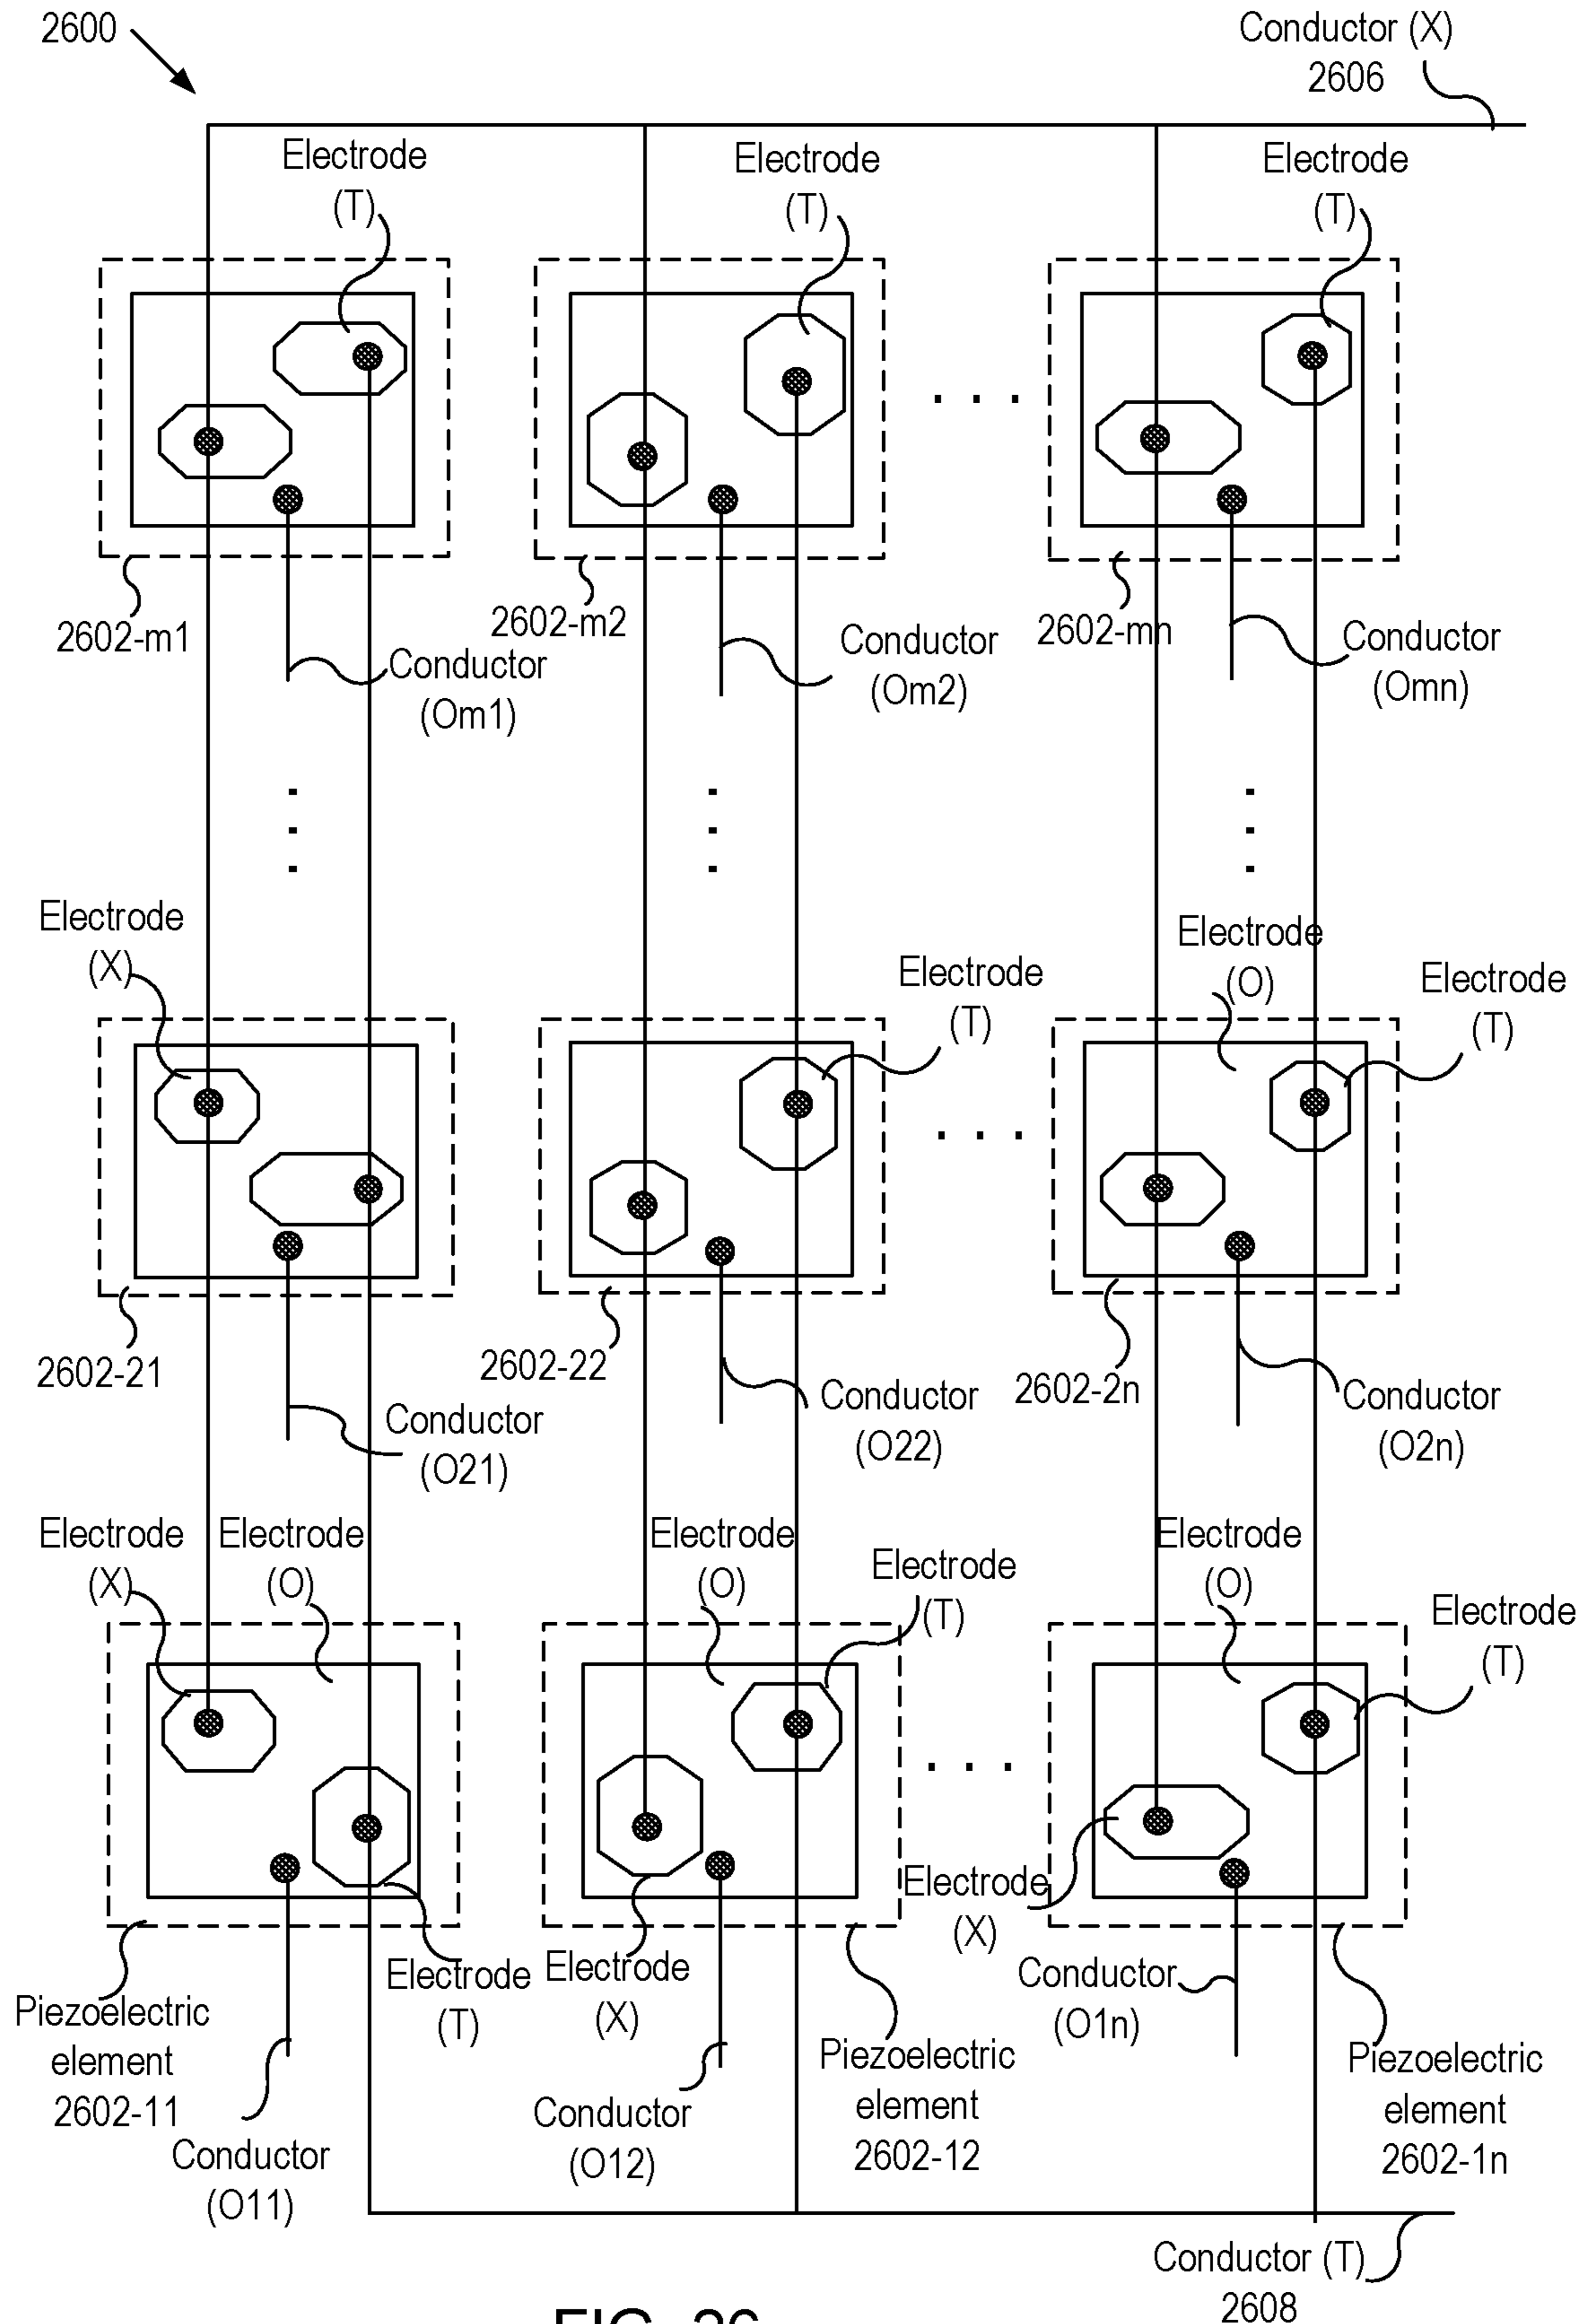 2600
Conductor (X)
2606
Electrode
(T)
Electrode
(T)
Electrode
(T)
2602-m1
2602-m2
2602-mn
Conductor
(Om1)
Conductor
(Om2)
Conductor
(Omn)
Electrode
(X)
Electrode
(T)
Electrode
(O)
Electrode
(T)
2602-21
2602-22
2602-2n
Conductor
(O21)
Conductor
(O22)
Conductor
(O2n)
Electrode
(X)
Electrode
(O)
Electrode
(O)
Electrode
(T)
Electrode
(O)
Electrode
(T)
Piezoelectric
element
2602-11
Conductor
(O11)
Electrode
(T)
Electrode
(X)
Conductor
(O12)
Piezoelectric
element
2602-12
Electrode
(X)
Conductor
(O1n)
Piezoelectric
element
2602-1n
Conductor (T)
2608
FIG. 26